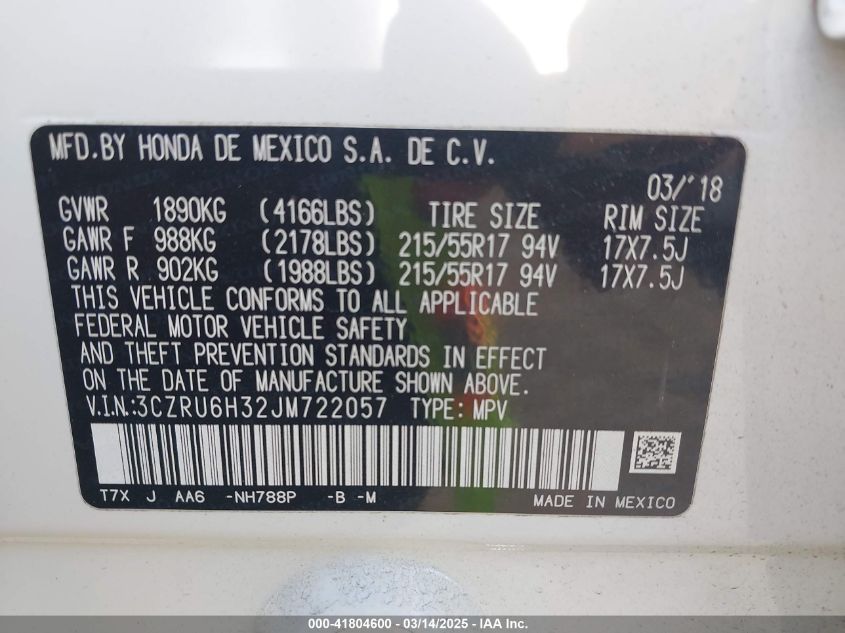 MFD.BY HONDA DE MEXICO S.A. DE C.V.
03/'18
GVWR 1890KG (4166LBS) TIRE SIZE RIM SIZE
GAWR F 988KG (2178LBS) 215/55R17 94V 17X7.5J
GAWR R 902KG (1988LBS) 215/55R17 94V 17X7.5J
THIS VEHICLE CONFORMS TO ALL APPLICABLE
FEDERAL MOTOR VEHICLE SAFETY
AND THEFT PREVENTION STANDARDS IN EFFECT
ON THE DATE OF MANUFACTURE SHOWN ABOVE.
V.I.N.:3CZRU6H32JM722057 TYPE: MPV
T7X J AA6 -NH788P -B -M MADE IN MEXICO
000-41804600 - 03/14/2025 - IAA Inc.